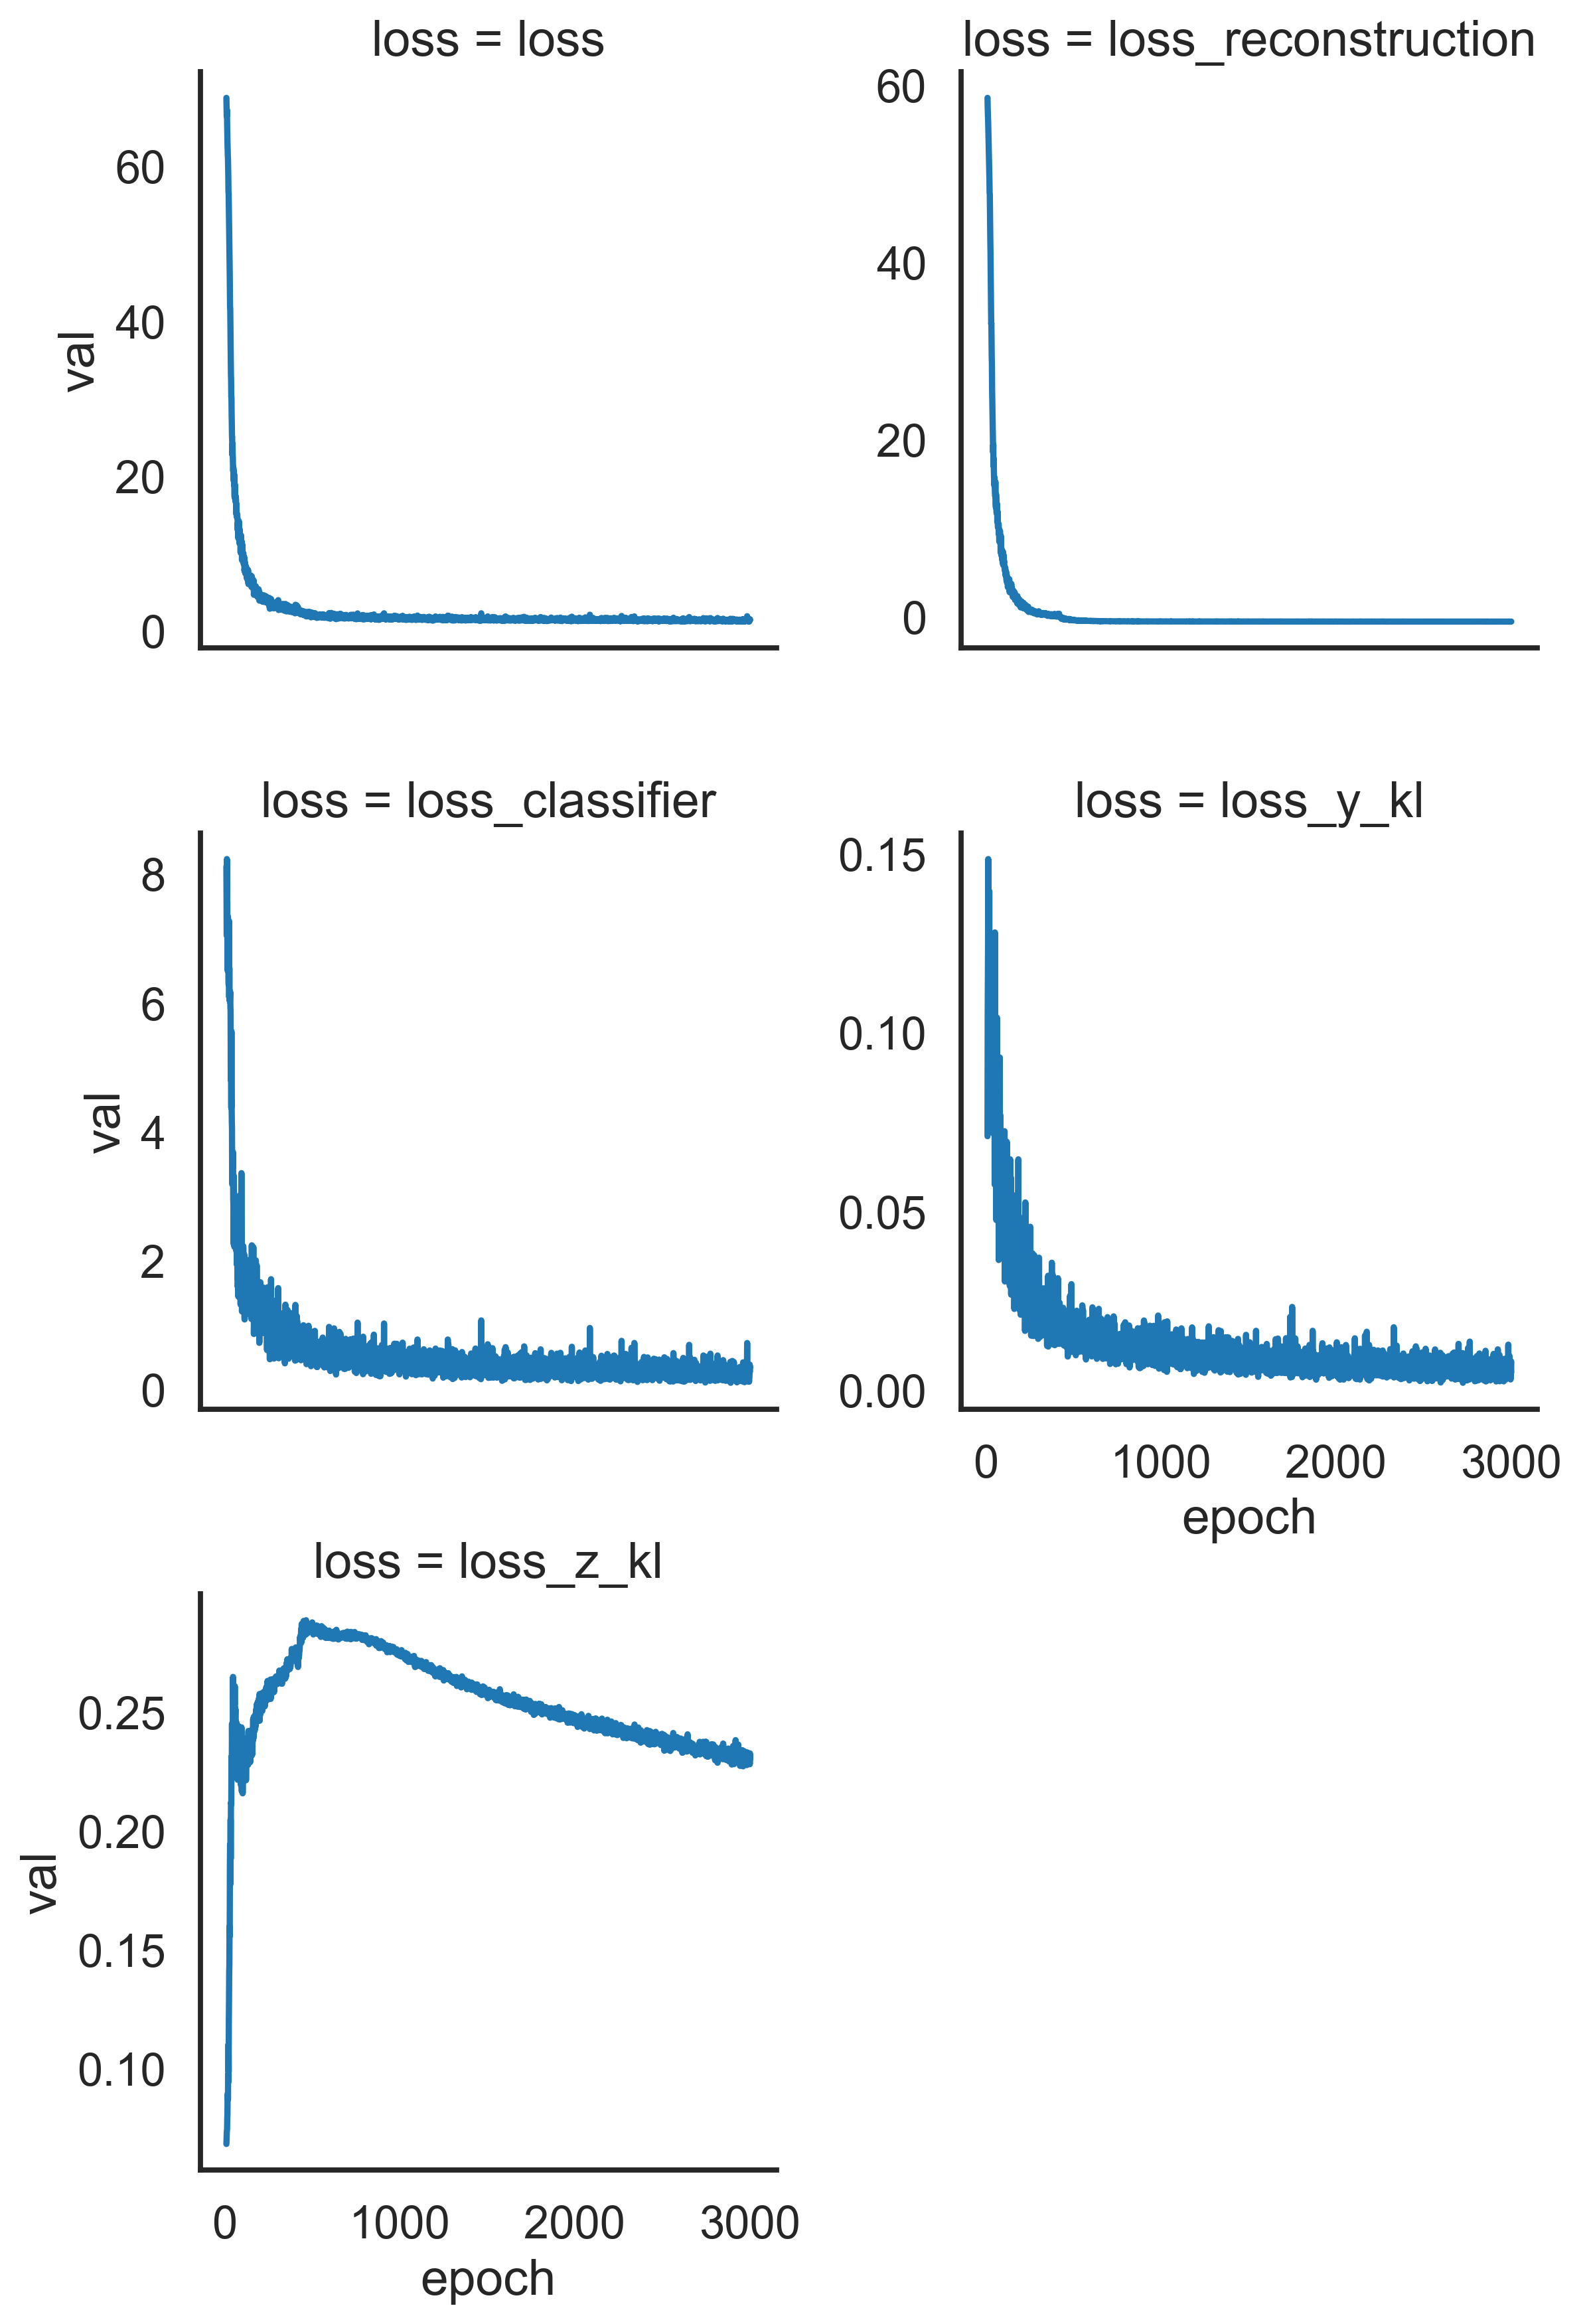 loss = loss
60
40
20
0
val
loss = loss_reconstruction
60
40
20
0
loss = loss_classifier
8
6
4
2
0
val
loss = loss_y_kl
0.15
0.10
0.05
0.00
0 1000 2000 3000
epoch
loss = loss_z_kl
0.25
0.20
0.15
0.10
val
0 1000 2000 3000
epoch